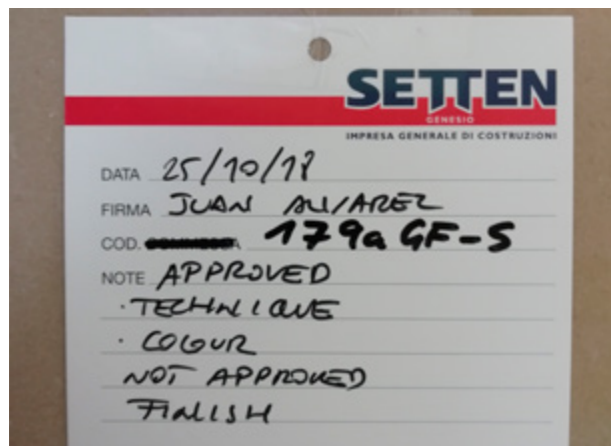 SETTEN
GENESIO
IMPRESA GENERALE DI COSTRUZIONI
DATA 25/10/18
FIRMA JUAN ALVAREZ
COD. 179a GF-S
NOTE APPROVED
· TECHNIQUE
· COLOUR
NOT APPROVED
FINISH